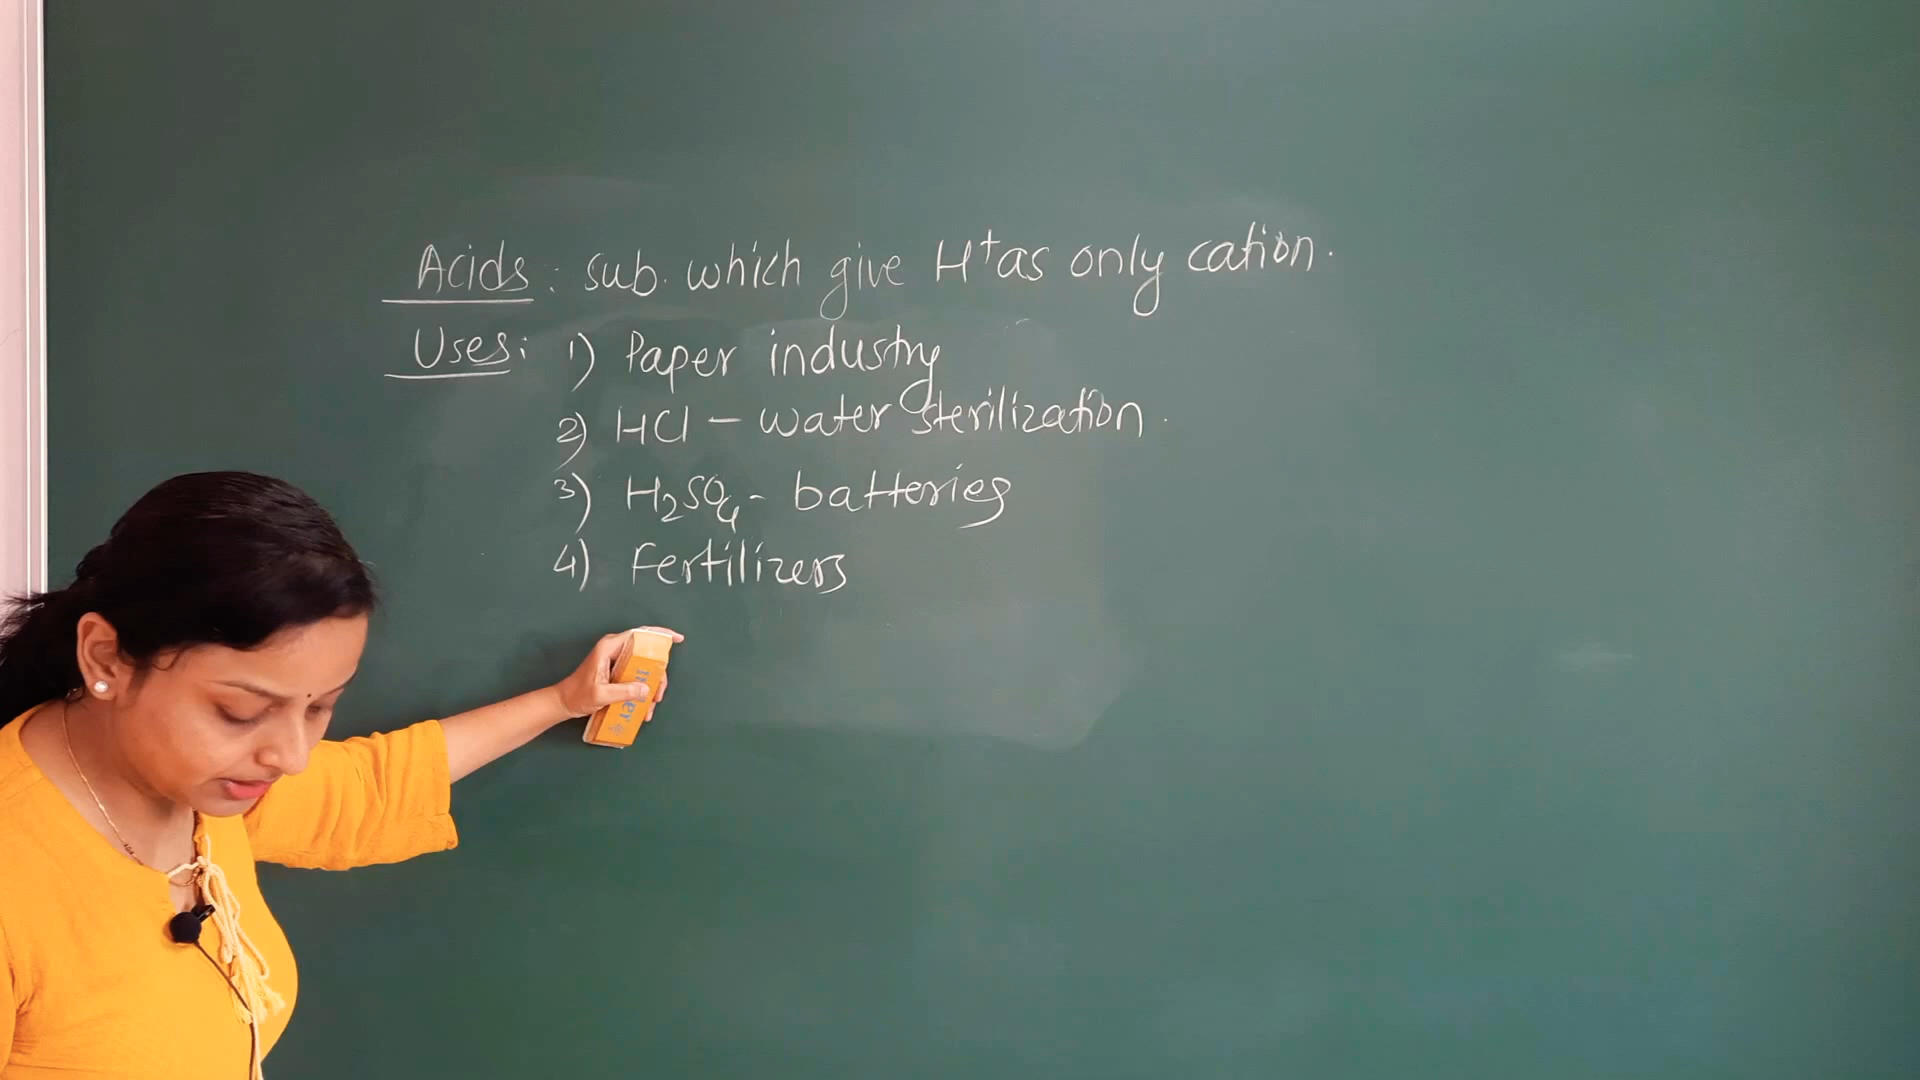 Acids: sub. which give H⁺ as only cation.
Uses: 1) Paper industry
2) HCl - water sterilization.
3) H₂SO₄ - batteries
4) Fertilizers